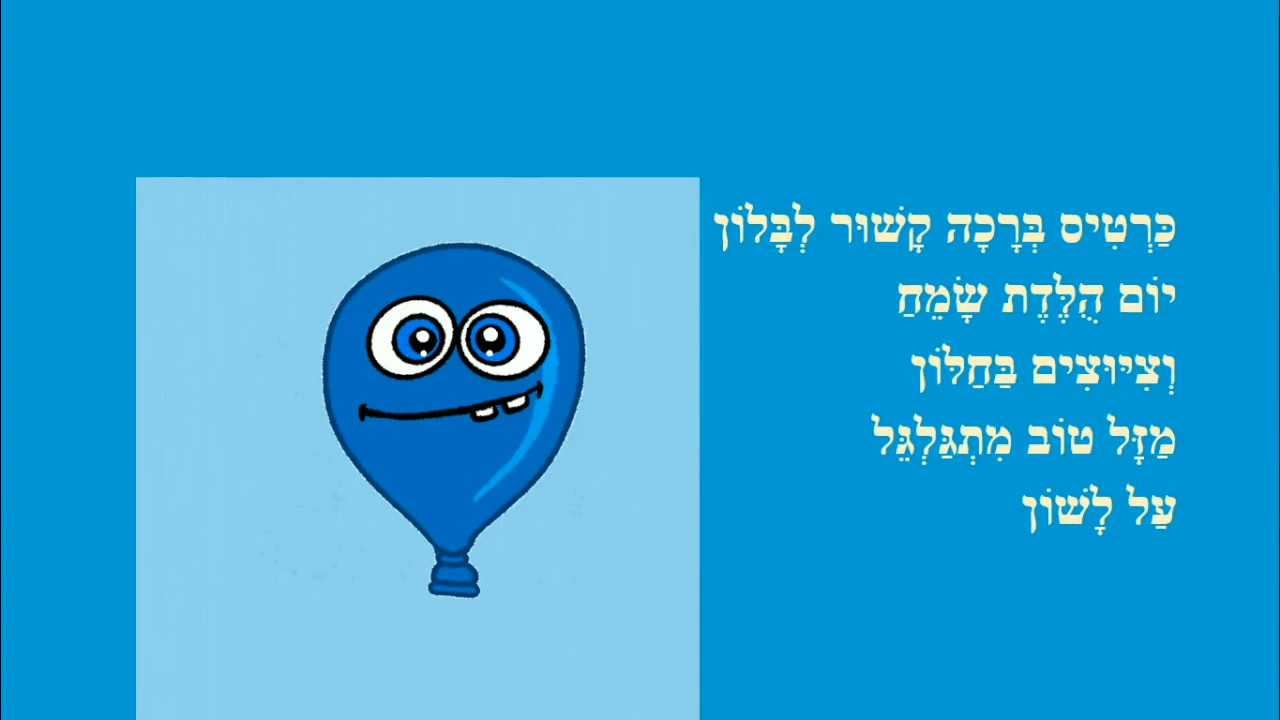 כַּרְטִיס בְּרָכָה קָשׁוּר לְבָּלוֹן
יוֹם הֻלֶּדֶת שָׂמֵחַ
וְצִיּוּצִים בַּחַלּוֹן
מַזָּל טוֹב מִתְגַּלְגֵּל
עַל לָשׁוֹן